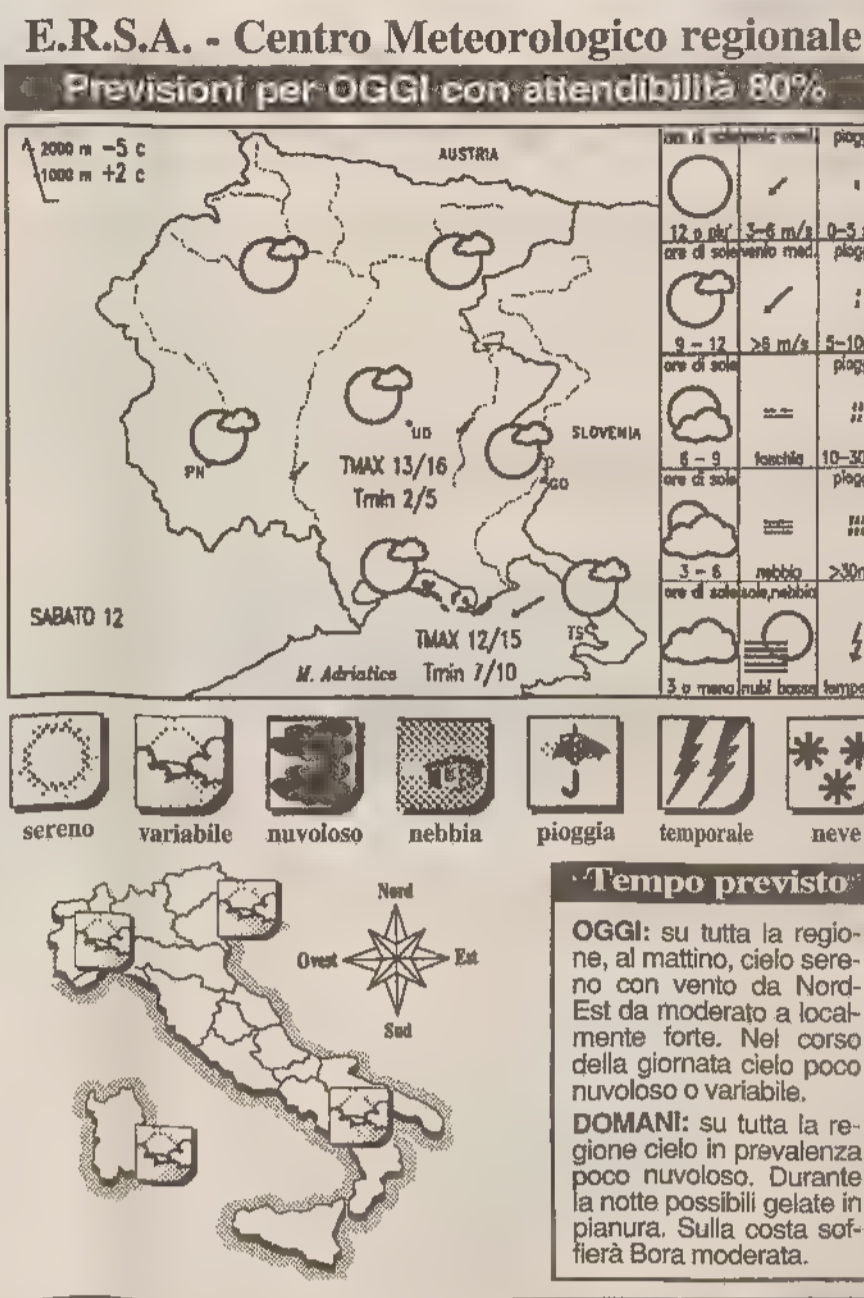 E.R.S.A. - Centro Meteorologico regionale
Previsioni per OGGI con attendibilità 80%
2000 m -5 c
1000 m +2 c
AUSTRIA
SLOVENIA
UD
PN
GO
TS
TMAX 13/16
Tmin 2/5
SABATO 12
TMAX 12/15
M. Adriatico Tmin 7/10
12 o piu' 3-6 m/s 0-5
ore di sole vento med.
9 - 12 >6 m/s 5-10
ore di sole
6 - 9 foschia 10-30
ore di sole
3 - 6 nebbia
ore di sole sole,nebbia
3 o meno nubi basse
sereno variabile nuvoloso nebbia pioggia temporale neve
Nord
Ovest Est
Sud
Tempo previsto
OGGI: su tutta la regio-
ne, al mattino, cielo sere-
no con vento da Nord-
Est da moderato a local-
mente forte. Nel corso
della giornata cielo poco
nuvoloso o variabile.
DOMANI: su tutta la re-
gione cielo in prevalenza
poco nuvoloso. Durante
la notte possibili gelate in
pianura. Sulla costa sof-
fierà Bora moderata.